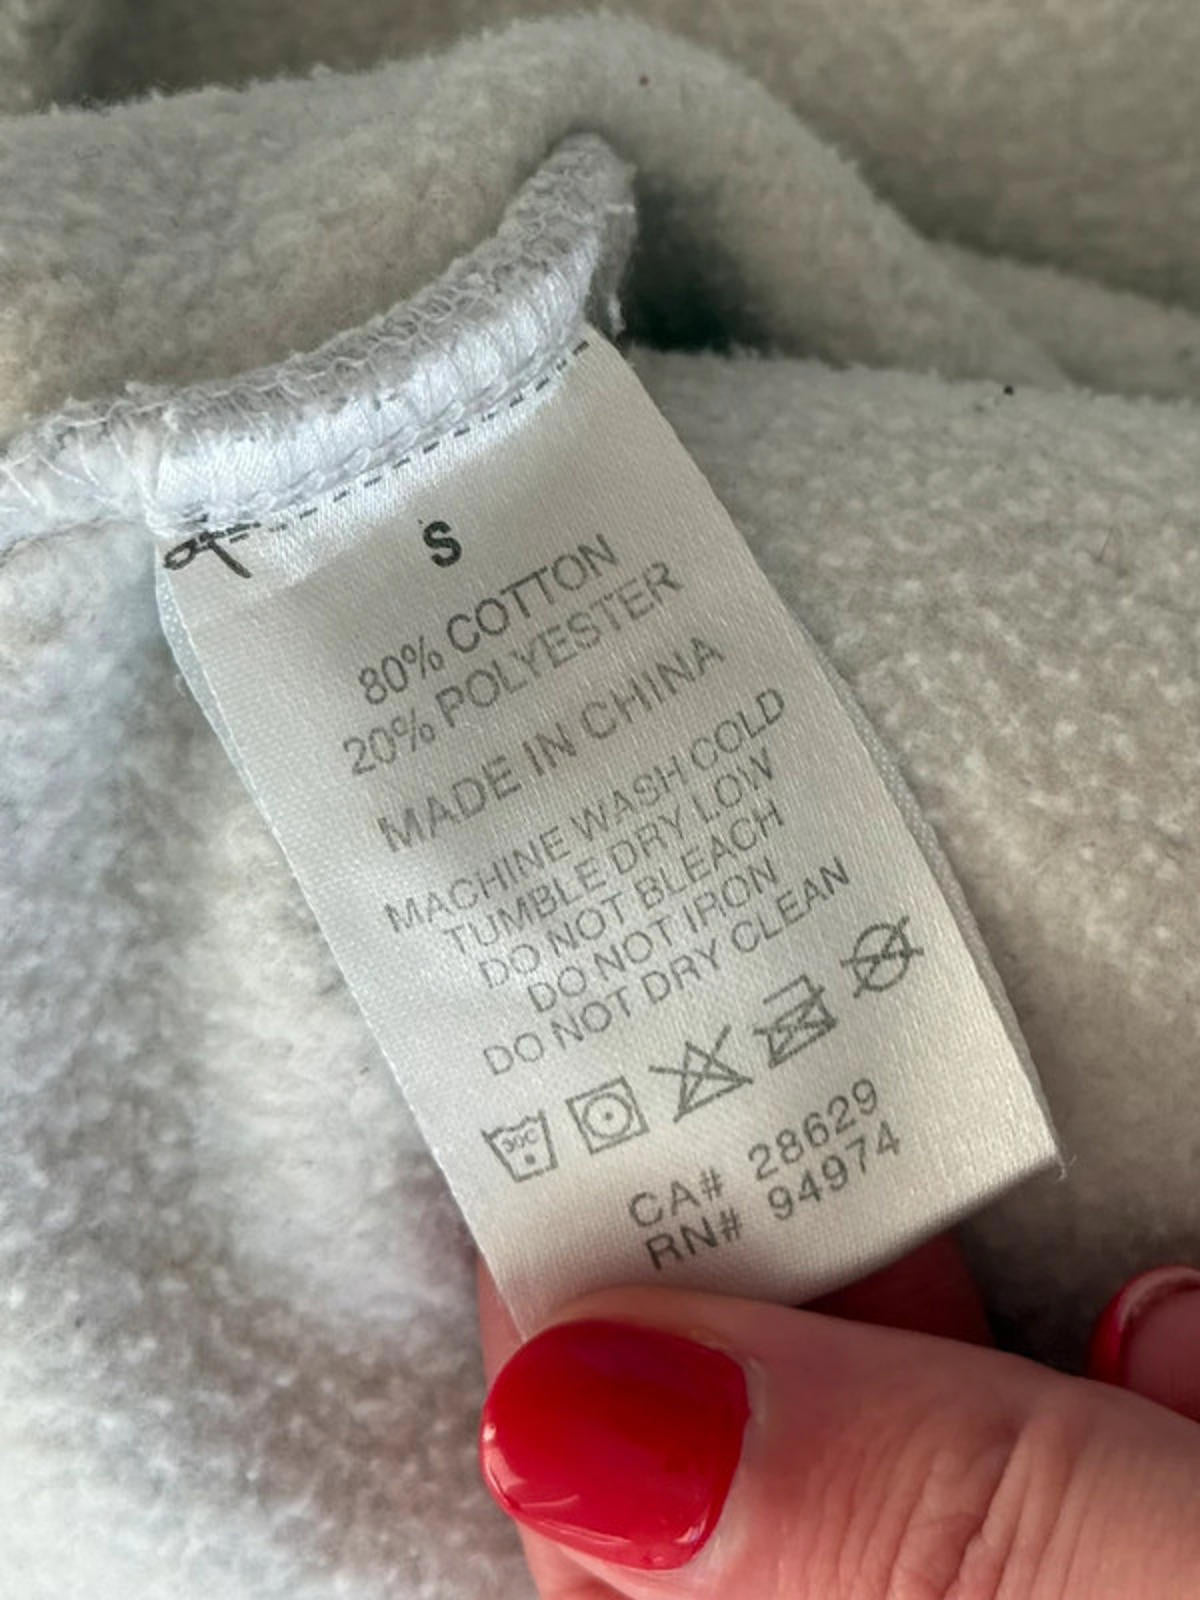 S
80% COTTON
20% POLYESTER
MADE IN CHINA
MACHINE WASH COLD
TUMBLE DRY LOW
DO NOT BLEACH
DO NOT IRON
DO NOT DRY CLEAN
30C
CA# 28629
RN# 94974